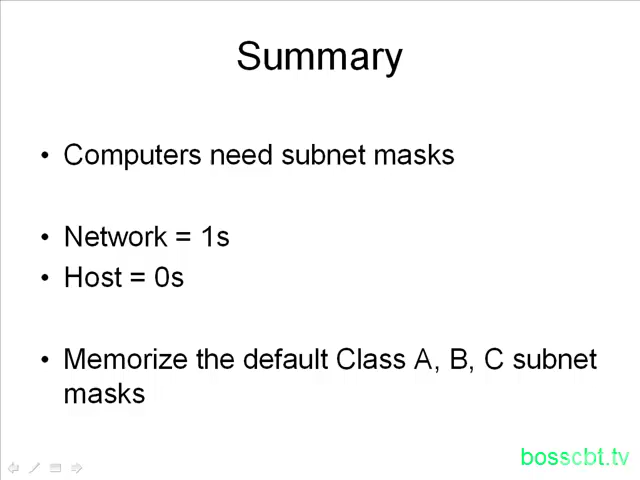 Summary
• Computers need subnet masks
• Network = 1s
• Host = 0s
• Memorize the default Class A, B, C subnet
masks
bosscbt.tv